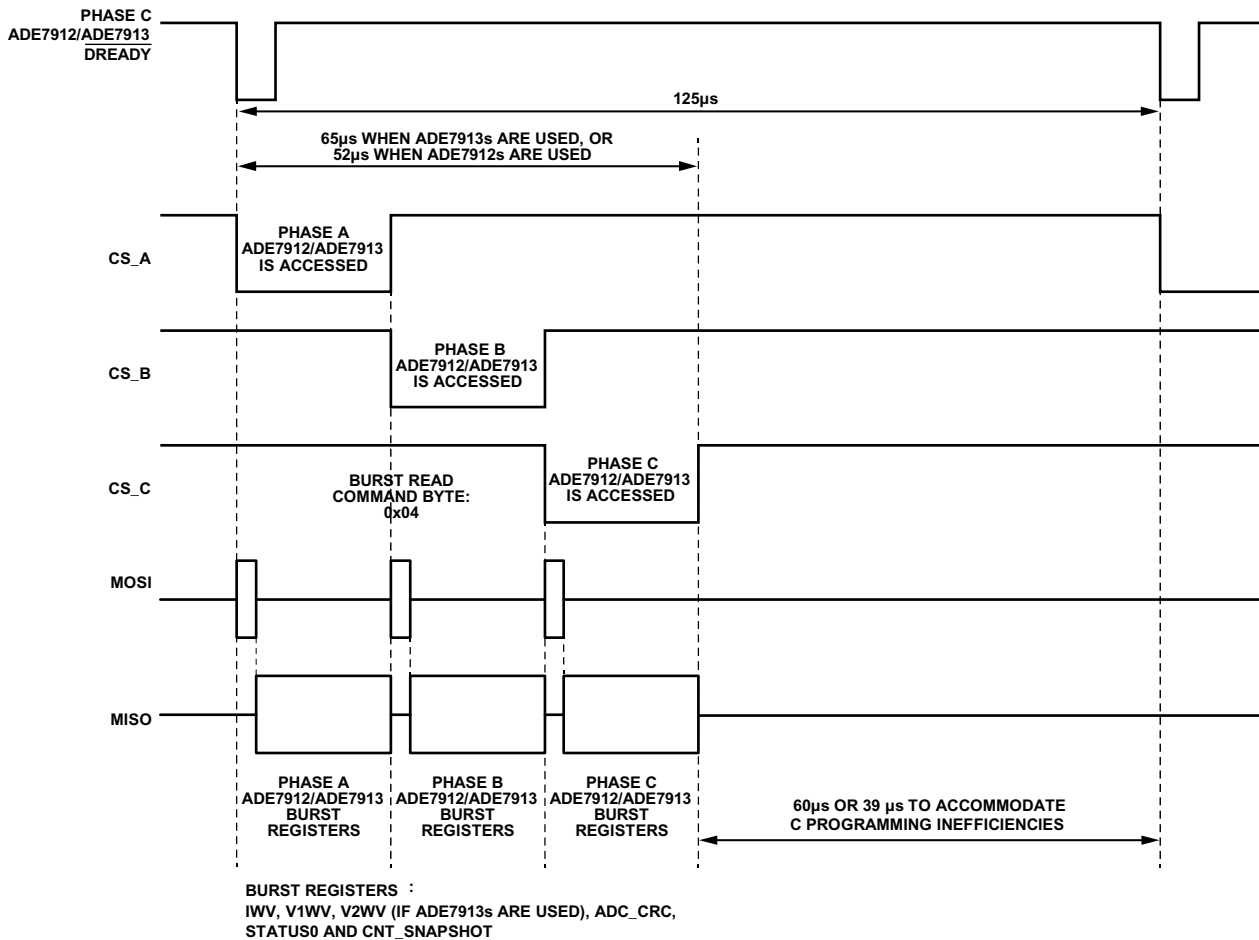 PHASE C
ADE7912/ADE7913
DREADY
125µs
65µs WHEN ADE7913s ARE USED, OR
52µs WHEN ADE7912s ARE USED
CS_A
PHASE A
ADE7912/ADE7913
IS ACCESSED
CS_B
PHASE B
ADE7912/ADE7913
IS ACCESSED
CS_C
BURST READ
COMMAND BYTE:
0x04
PHASE C
ADE7912/ADE7913
IS ACCESSED
MOSI
MISO
PHASE A
ADE7912/ADE7913
BURST
REGISTERS
PHASE B
ADE7912/ADE7913
BURST
REGISTERS
PHASE C
ADE7912/ADE7913
BURST
REGISTERS
60µs OR 39 µs TO ACCOMMODATE
C PROGRAMMING INEFFICIENCIES
BURST REGISTERS :
IWV, V1WV, V2WV (IF ADE7913s ARE USED), ADC_CRC,
STATUS0 AND CNT_SNAPSHOT